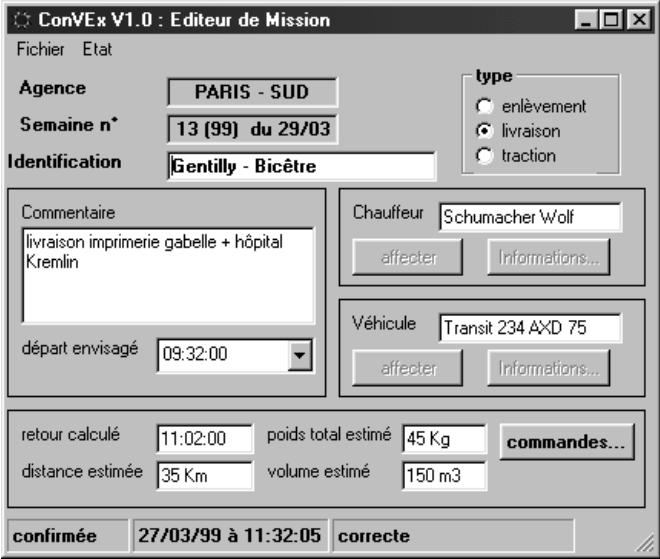 ConVEx V1.0 : Editeur de Mission
Fichier Etat
Agence PARIS - SUD
type
enlèvement
Semaine n° 13 (99) du 29/03
livraison
traction
Identification Gentilly - Bicêtre
Commentaire
livraison imprimerie gabelle + hôpital
Kremlin
départ envisagé 09:32:00
Chauffeur Schumacher Wolf
affecter Informations...
Véhicule Transit 234 AXD 75
affecter Informations...
retour calculé 11:02:00 poids total estimé 45 Kg commandes...
distance estimée 35 Km volume estimé 150 m3
confirmée 27/03/99 à 11:32:05 correcte